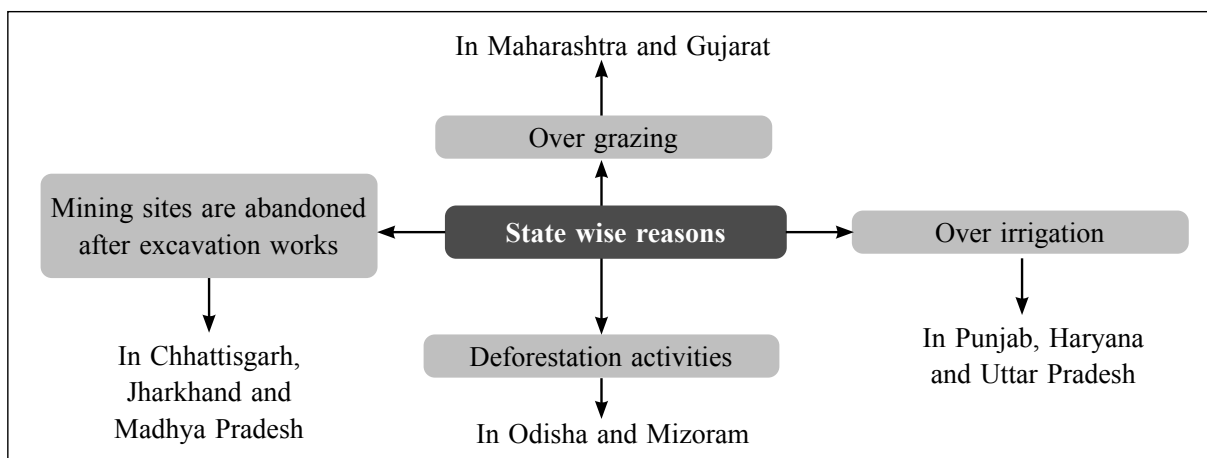 In Maharashtra and Gujarat
Over grazing
Mining sites are abandoned
after excavation works
State wise reasons
Over irrigation
In Chhattisgarh,
Jharkhand and
Madhya Pradesh
Deforestation activities
In Odisha and Mizoram
In Punjab, Haryana
and Uttar Pradesh